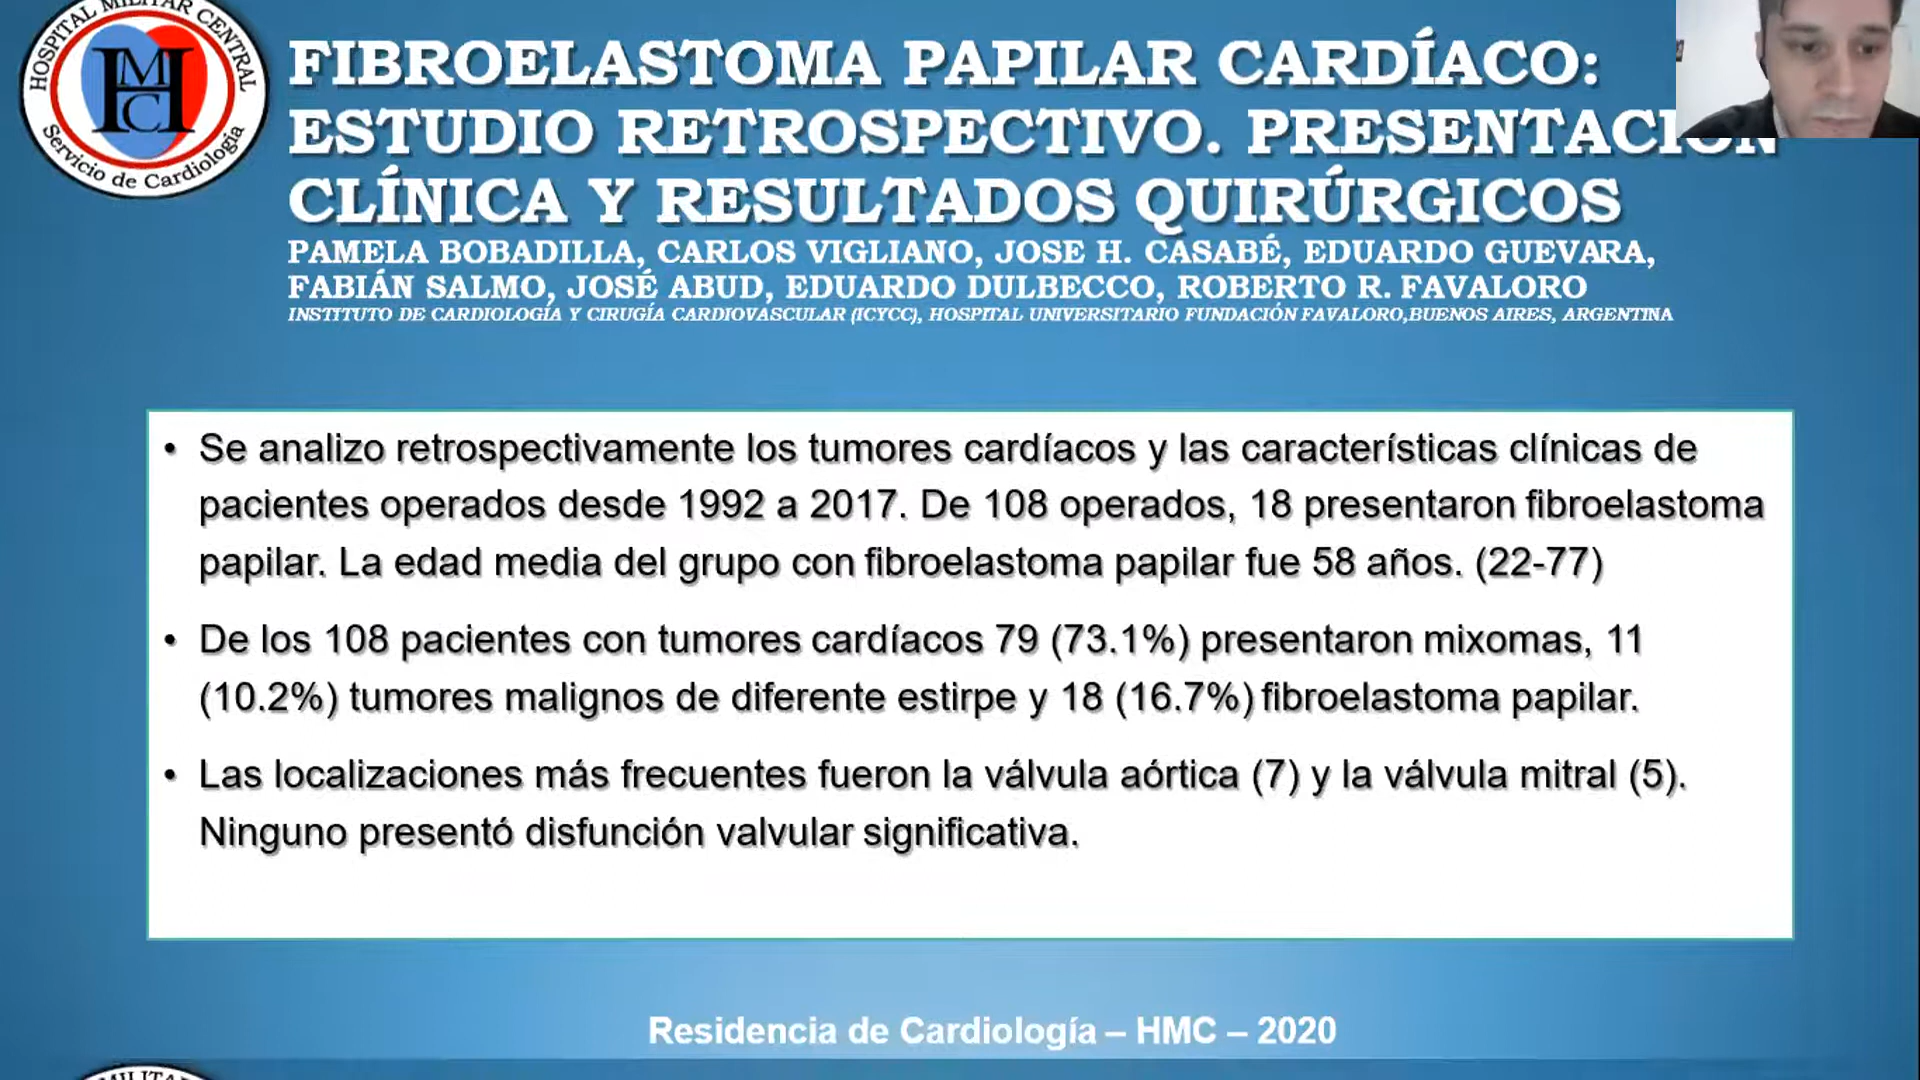 HOSPITAL MILITAR CENTRAL
HMC
Servicio de Cardiología
FIBROELASTOMA PAPILAR CARDÍACO:
ESTUDIO RETROSPECTIVO. PRESENTACIÓN
CLÍNICA Y RESULTADOS QUIRÚRGICOS
PAMELA BOBADILLA, CARLOS VIGLIANO, JOSE H. CASABÉ, EDUARDO GUEVARA,
FABIÁN SALMO, JOSÉ ABUD, EDUARDO DULBECCO, ROBERTO R. FAVALORO
INSTITUTO DE CARDIOLOGÍA Y CIRUGÍA CARDIOVASCULAR (ICYCC), HOSPITAL UNIVERSITARIO FUNDACIÓN FAVALORO,BUENOS AIRES, ARGENTINA
• Se analizo retrospectivamente los tumores cardíacos y las características clínicas de
pacientes operados desde 1992 a 2017. De 108 operados, 18 presentaron fibroelastoma
papilar. La edad media del grupo con fibroelastoma papilar fue 58 años. (22-77)
• De los 108 pacientes con tumores cardíacos 79 (73.1%) presentaron mixomas, 11
(10.2%) tumores malignos de diferente estirpe y 18 (16.7%) fibroelastoma papilar.
• Las localizaciones más frecuentes fueron la válvula aórtica (7) y la válvula mitral (5).
Ninguno presentó disfunción valvular significativa.
Residencia de Cardiología – HMC – 2020